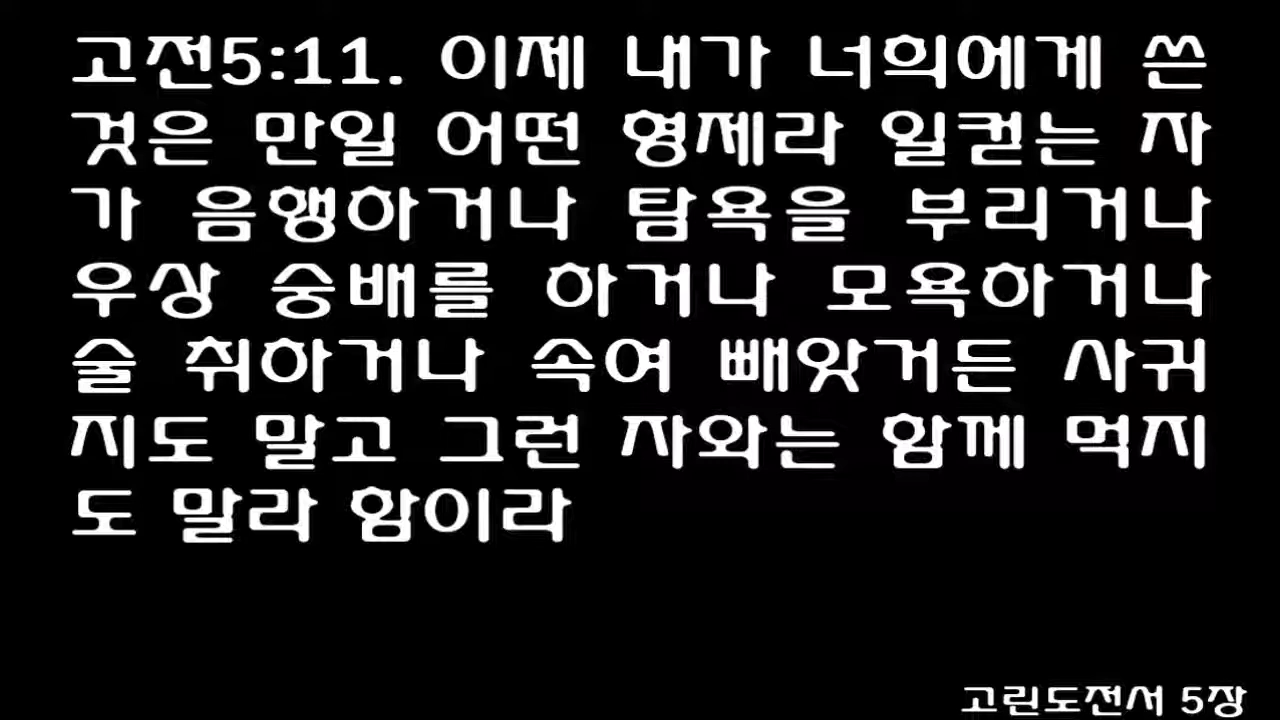 고전5:11. 이제 내가 너희에게 쓴
것은 만일 어떤 형제라 일컫는 자
가 음행하거나 탐욕을 부리거나
우상 숭배를 하거나 모욕하거나
술 취하거나 속여 빼앗거든 사귀
지도 말고 그런 자와는 함께 먹지
도 말라 함이라
고린도전서 5장